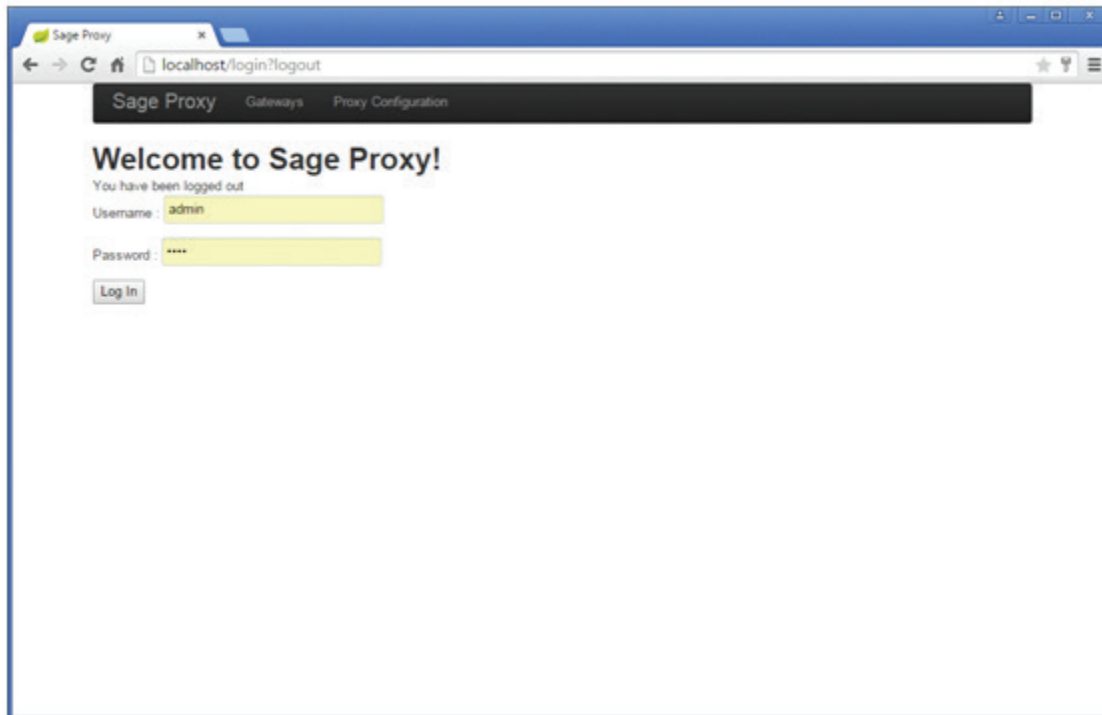 Sage Proxy
localhost/login?logout
Sage Proxy Gateways Proxy Configuration
Welcome to Sage Proxy!
You have been logged out
Username : admin
Password : ••••
Log In